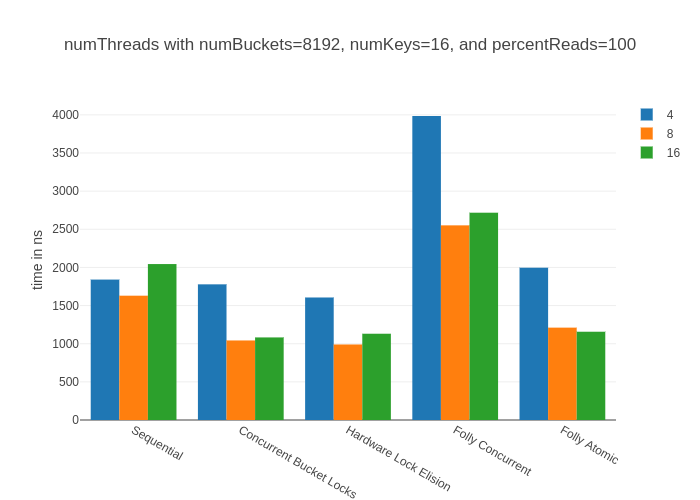 numThreads with numBuckets=8192, numKeys=16, and percentReads=100
4
8
16
time in ns
4000
3500
3000
2500
2000
1500
1000
500
0
Sequential
Concurrent Bucket Locks
Hardware Lock Elision
Folly Concurrent
Folly Atomic